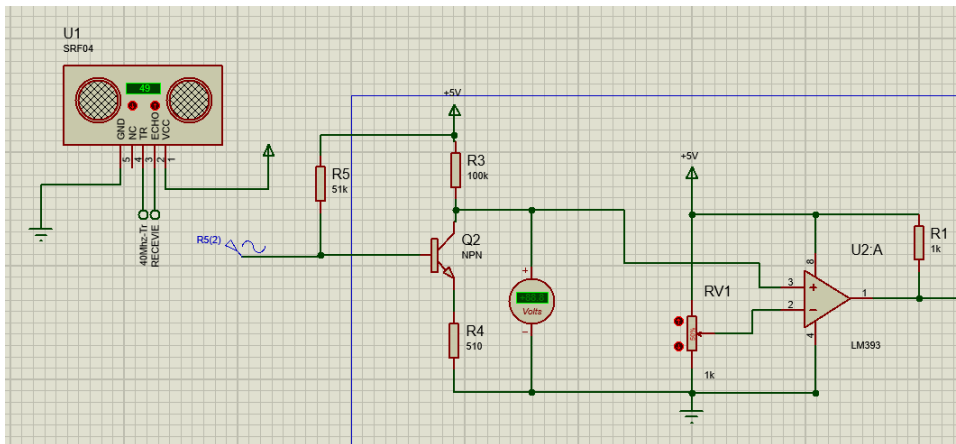 U1
SRF04
49
GND
NC
TR
ECHO
VCC
5
4
3
2
1
40Mhz-Tr
RECEVIE
R5(2)
R5
51k
+5V
R3
100k
Q2
NPN
R4
510
+
Volts
-
+5V
RV1
50%
1k
U2:A
8
3
+
2
−
4
1
LM393
R1
1k